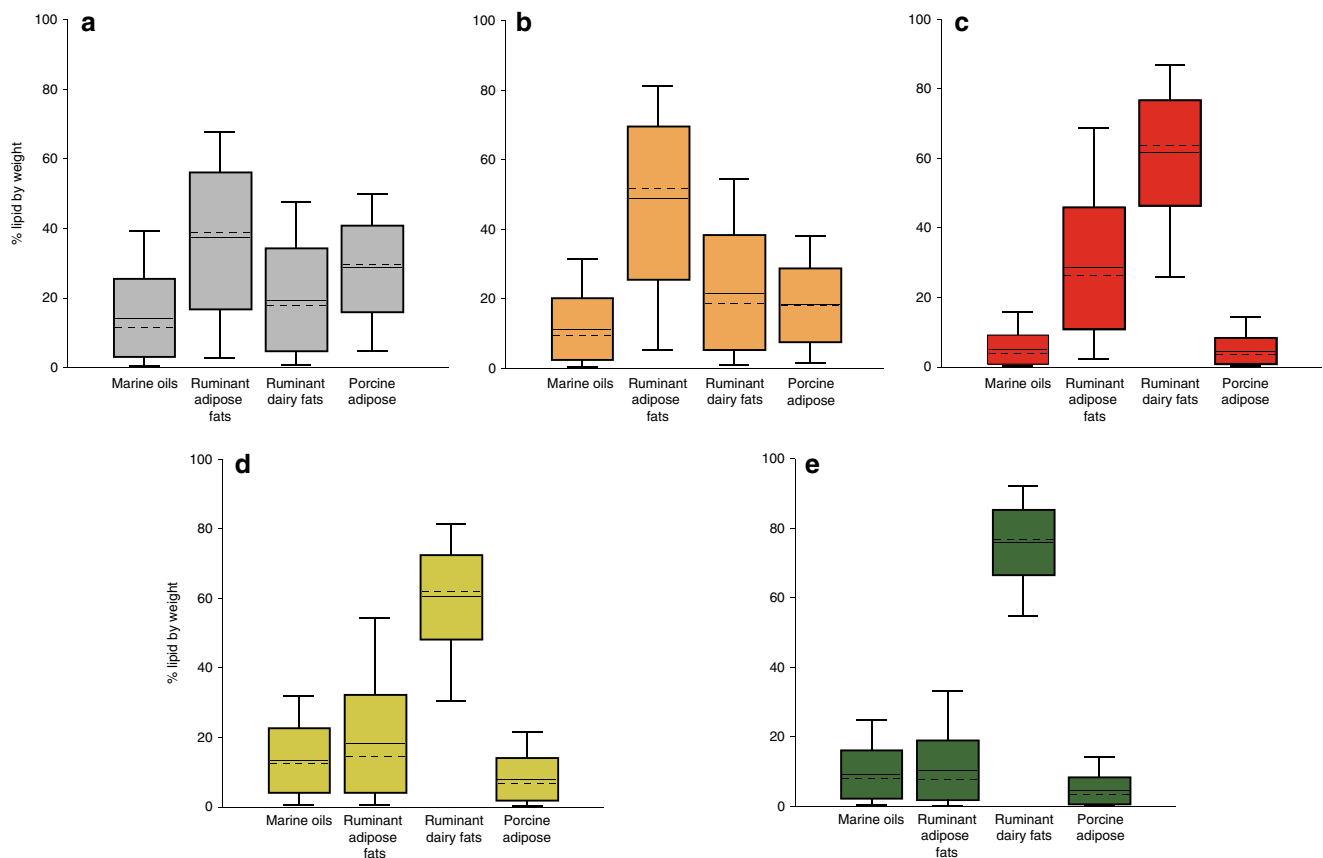 a
100
80
60
40
20
0
% lipid by weight
Marine oils
Ruminant
adipose
fats
Ruminant
dairy fats
Porcine
adipose
b
100
80
60
40
20
0
Marine oils
Ruminant
adipose
fats
Ruminant
dairy fats
Porcine
adipose
c
100
80
60
40
20
0
Marine oils
Ruminant
adipose
fats
Ruminant
dairy fats
Porcine
adipose
d
100
80
60
40
20
0
% lipid by weight
Marine oils
Ruminant
adipose
fats
Ruminant
dairy fats
Porcine
adipose
e
100
80
60
40
20
0
Marine oils
Ruminant
adipose
fats
Ruminant
dairy fats
Porcine
adipose